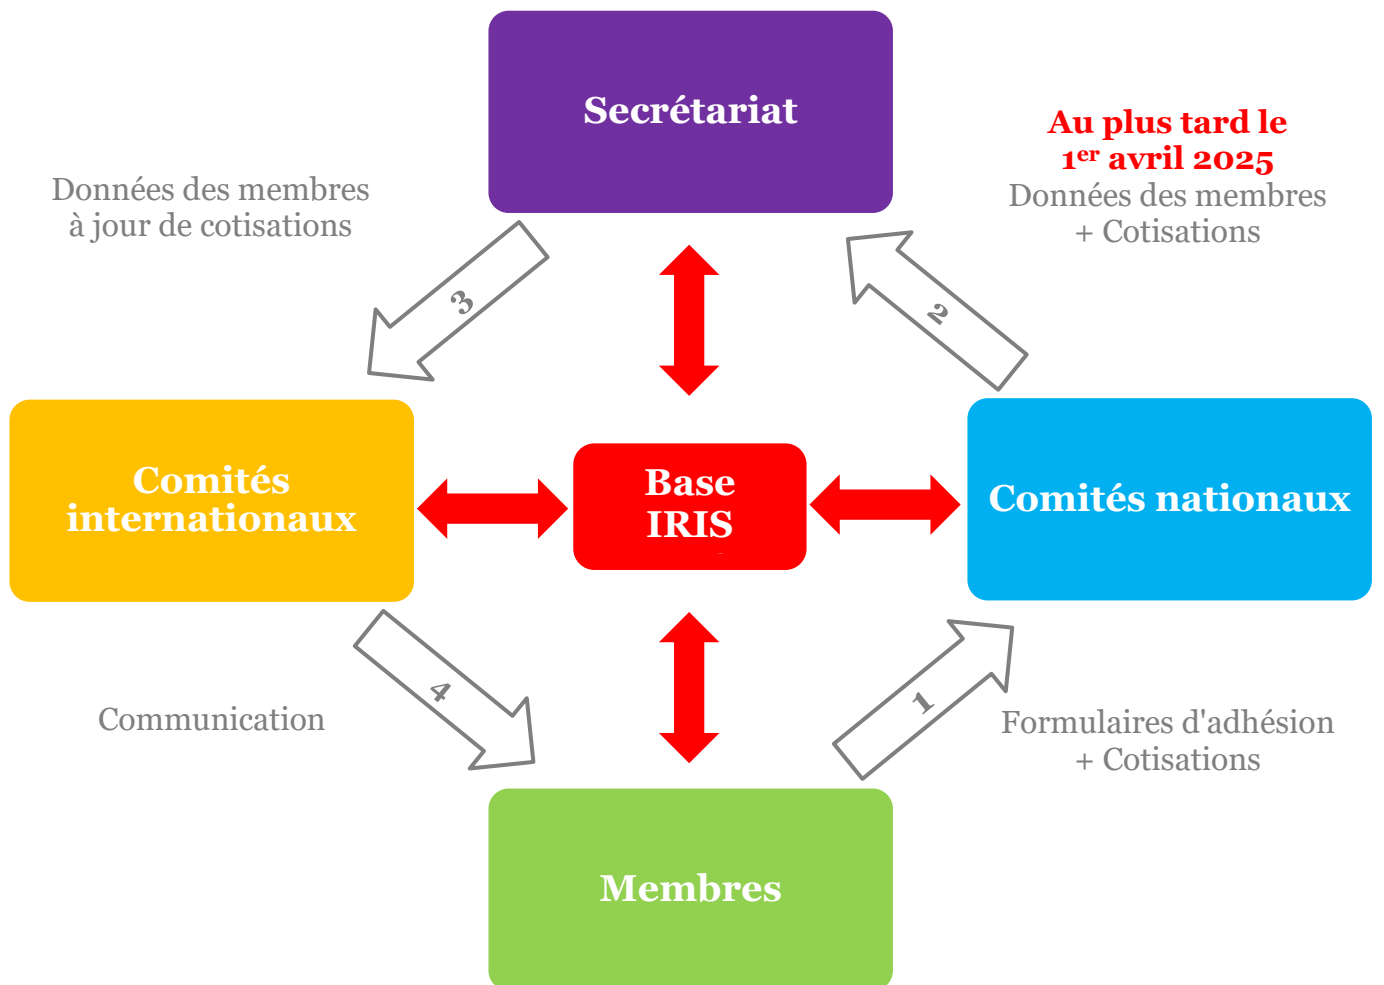 Secrétariat
Au plus tard le
1er avril 2025
Données des membres
+ Cotisations
Données des membres
à jour de cotisations
3
2
Comités
internationaux
Base
IRIS
Comités nationaux
4
1
Communication
Formulaires d'adhésion
+ Cotisations
Membres